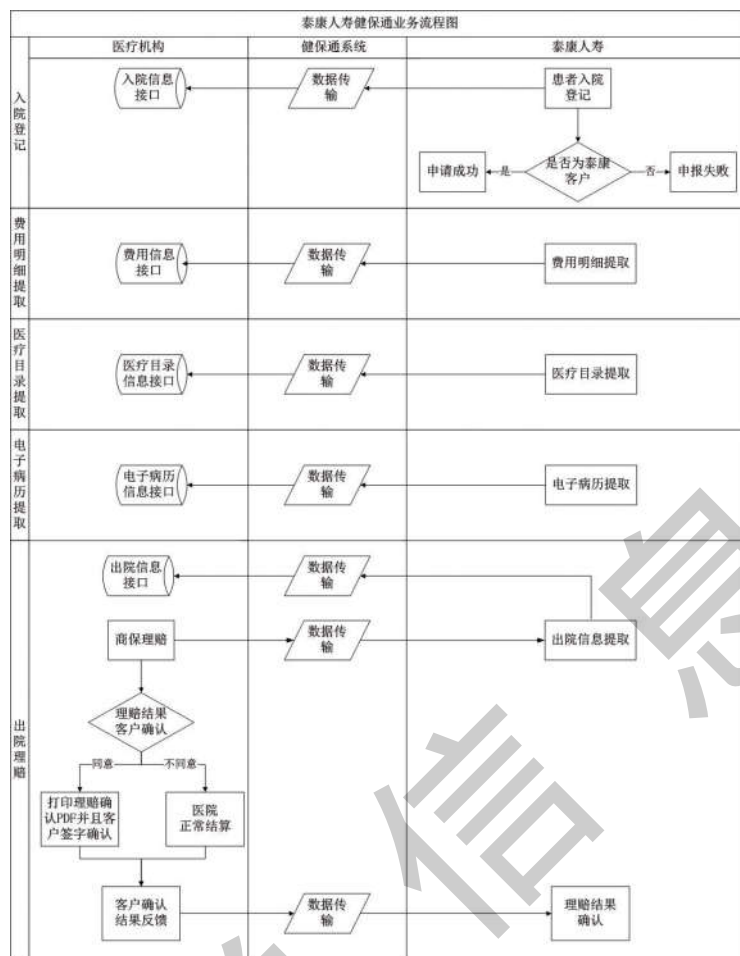 泰康人寿健保通业务流程图
医疗机构
健保通系统
泰康人寿
入院登记
入院信息
接口
数据传
输
患者入院
登记
申请成功
是
是否为泰康
客户
否
申报失败
费用明细提取
费用信息
接口
数据传
输
费用明细提取
医疗目录提取
医疗目录
信息接口
数据传
输
医疗目录提取
电子病历提取
电子病历
信息接口
数据传
输
电子病历提取
出院理赔
出院信息
接口
数据传
输
商保理赔
数据传
输
出院信息提取
理赔结果
客户确认
同意
不同意
打印理赔确
认PDF并且客
户签字确认
医院
正常结算
客户确认
结果反馈
数据传
输
理赔结果
确认
信息